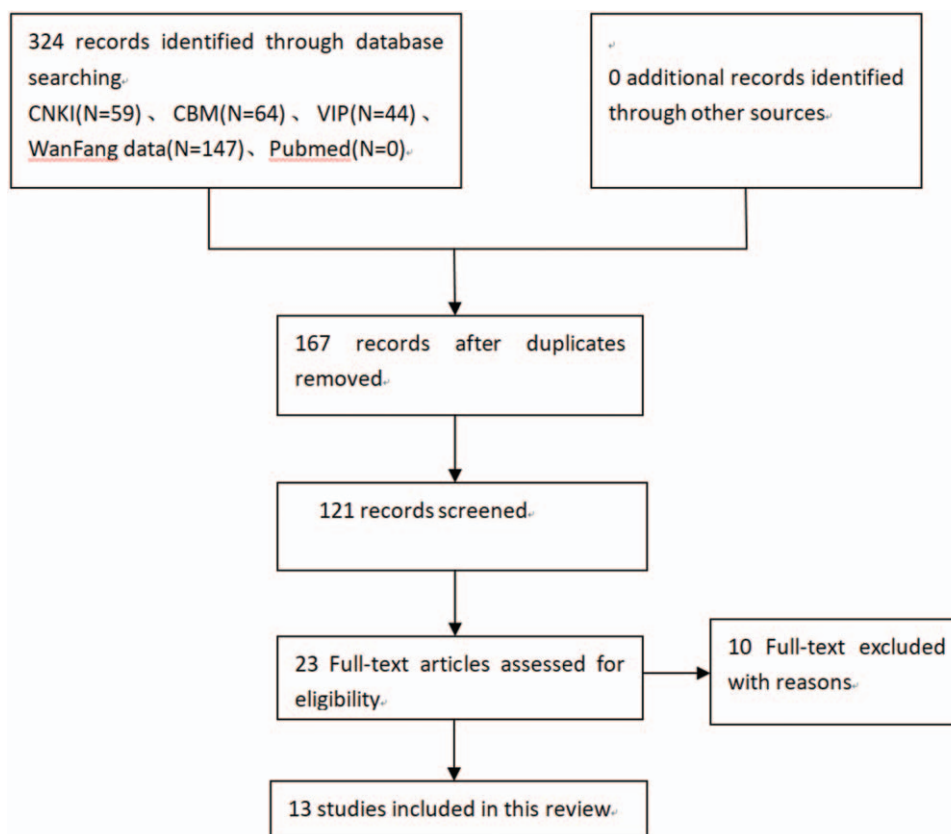 324 records identified through database
searching
CNKI(N=59) 、 CBM(N=64) 、 VIP(N=44) 、
WanFang data(N=147)、Pubmed(N=0)
0 additional records identified
through other sources
167 records after duplicates
removed
121 records screened
23 Full-text articles assessed for
eligibility
10 Full-text excluded
with reasons
13 studies included in this review